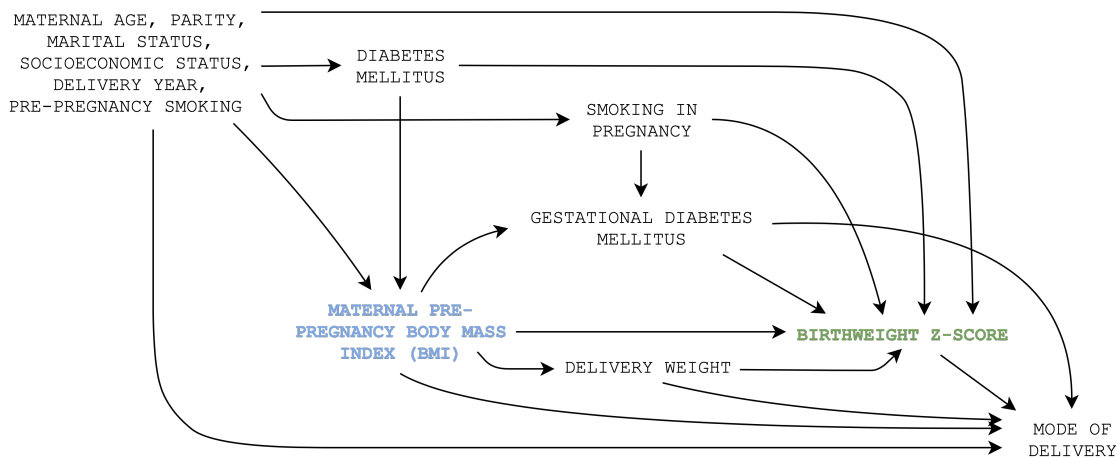 MATERNAL AGE, PARITY,
MARITAL STATUS,
SOCIOECONOMIC STATUS,
DELIVERY YEAR,
PRE-PREGNANCY SMOKING
DIABETES
MELLITUS
SMOKING IN
PREGNANCY
GESTATIONAL DIABETES
MELLITUS
MATERNAL PRE-
PREGNANCY BODY MASS
INDEX (BMI)
BIRTHWEIGHT Z-SCORE
DELIVERY WEIGHT
MODE OF
DELIVERY